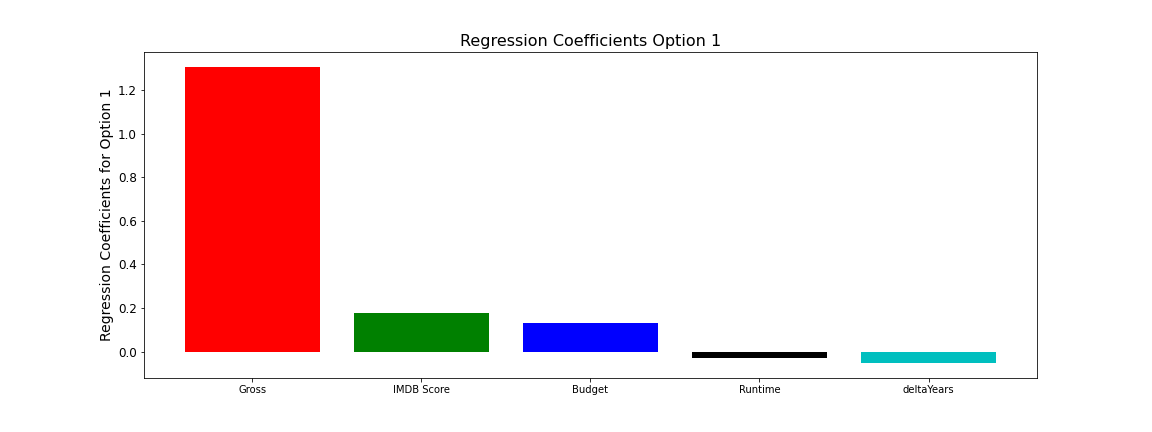 Regression Coefficients Option 1
Regression Coefficients for Option 1
1.2
1.0
0.8
0.6
0.4
0.2
0.0
Gross IMDB Score Budget Runtime deltaYears